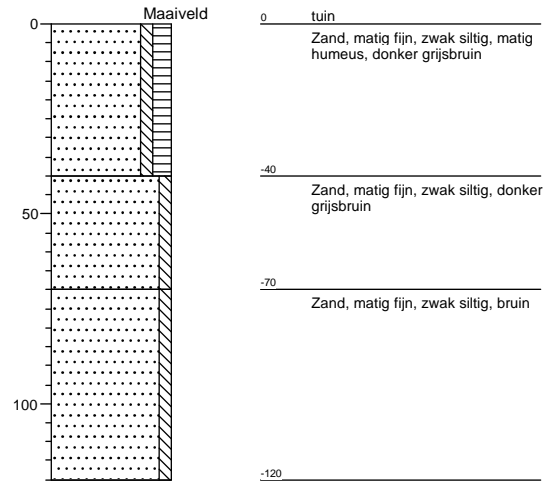 Maaiveld
0
50
100
0 tuin
Zand, matig fijn, zwak siltig, matig
humeus, donker grijsbruin
-40
Zand, matig fijn, zwak siltig, donker
grijsbruin
-70
Zand, matig fijn, zwak siltig, bruin
-120